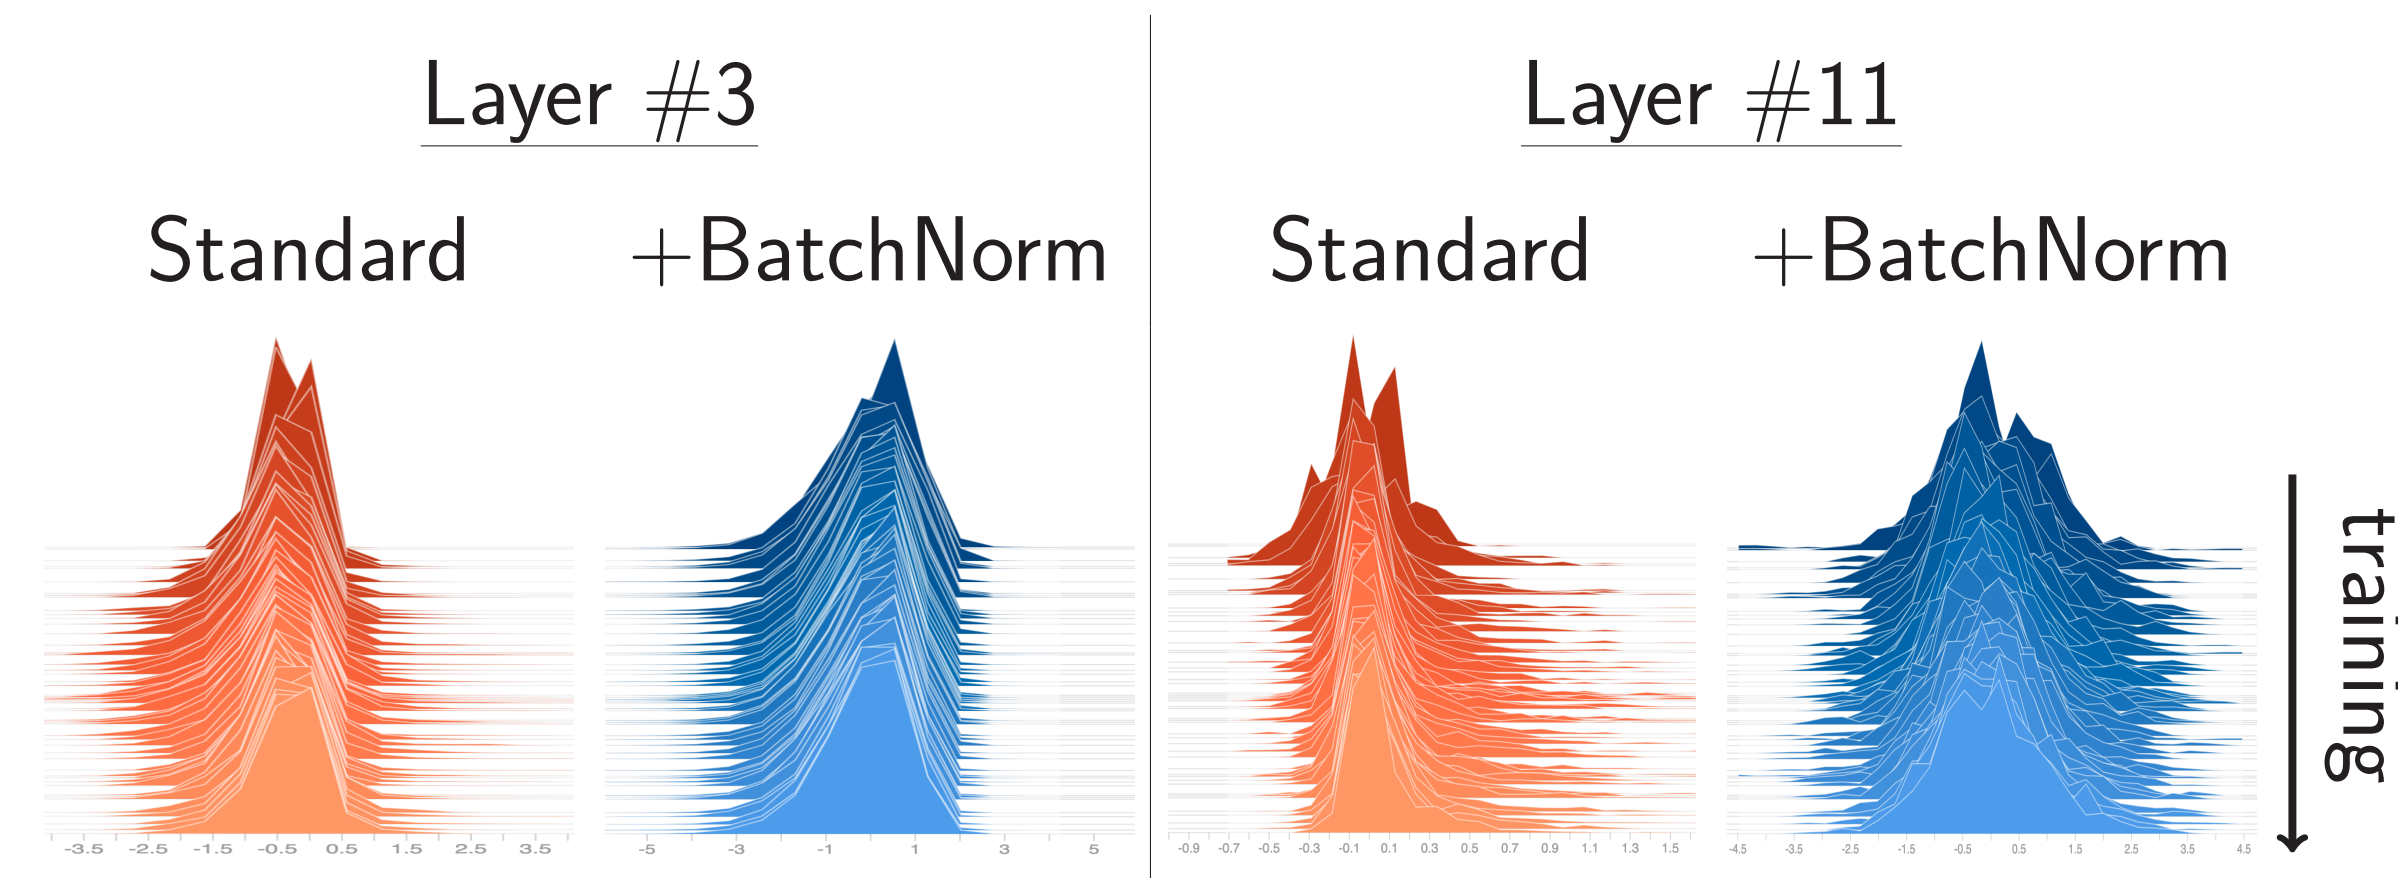 Layer #3
Standard
+BatchNorm
-3.5 -2.5 -1.5 -0.5 0.5 1.5 2.5 3.5
-5 -3 -1 1 3 5
Layer #11
Standard
+BatchNorm
-0.9 -0.7 -0.5 -0.3 -0.1 0.1 0.3 0.5 0.7 0.9 1.1 1.3 1.5
-4.5 -3.5 -2.5 -1.5 -0.5 0.5 1.5 2.5 3.5 4.5
training